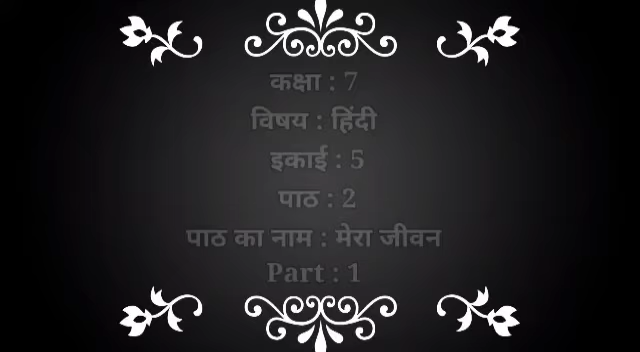 कक्षा : 7
विषय : हिंदी
इकाई : 5
पाठ : 2
पाठ का नाम : मेरा जीवन
Part : 1